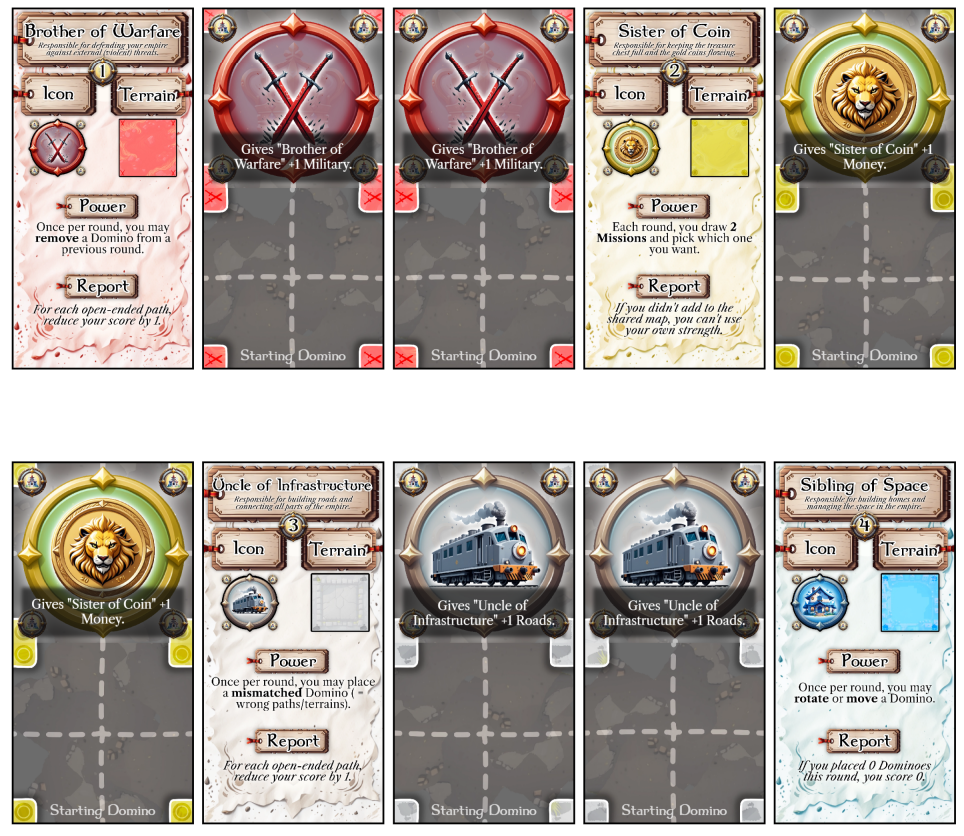 Brother of Warfare
Responsible for defending your empire
against external (violent) threats.
1
Icon
Terrain
Power
Once per round, you may
remove a Domino from a
previous round.
Report
For each open-ended path,
reduce your score by 1.
Gives "Brother of
Warfare" +1 Military.
Starting Domino
Gives "Brother of
Warfare" +1 Military.
Starting Domino
Sister of Coin
Responsible for keeping the treasure
chest full and the gold coins flowing.
2
Icon
Terrain
Power
Each round, you draw 2
Missions and pick which one
you want.
Report
If you didn't add to the
shared map, you can't use
your own strength.
Gives "Sister of Coin" +1
Money.
Starting Domino
Gives "Sister of Coin" +1
Money.
Starting Domino
Uncle of Infrastructure
Responsible for building roads and
connecting all parts of the empire.
3
Icon
Terrain
Power
Once per round, you may place
a mismatched Domino ( =
wrong paths/terrains).
Report
For each open-ended path,
reduce your score by 1.
Gives "Uncle of
Infrastructure" +1 Roads.
Starting Domino
Gives "Uncle of
Infrastructure" +1 Roads.
Starting Domino
Sibling of Space
Responsible for building homes and
managing the space in the empire.
4
Icon
Terrain
Power
Once per round, you may
rotate or move a Domino.
Report
If you placed 0 Dominoes
this round, you score 0.